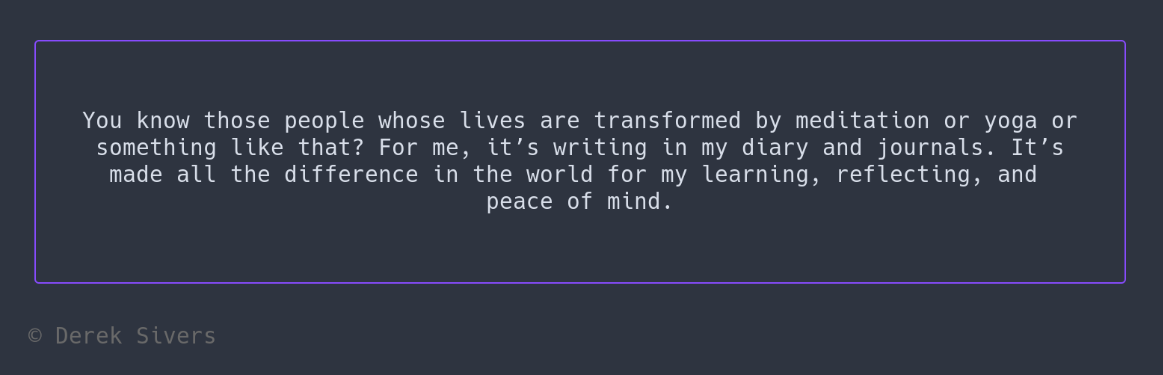 You know those people whose lives are transformed by meditation or yoga or
something like that? For me, it’s writing in my diary and journals. It’s
made all the difference in the world for my learning, reflecting, and
peace of mind.
© Derek Sivers